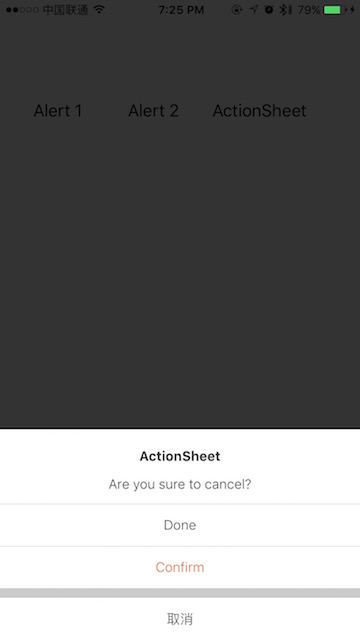 中国联通 7:25 PM 79%
Alert 1 Alert 2 ActionSheet
ActionSheet
Are you sure to cancel?
Done
Confirm
取消